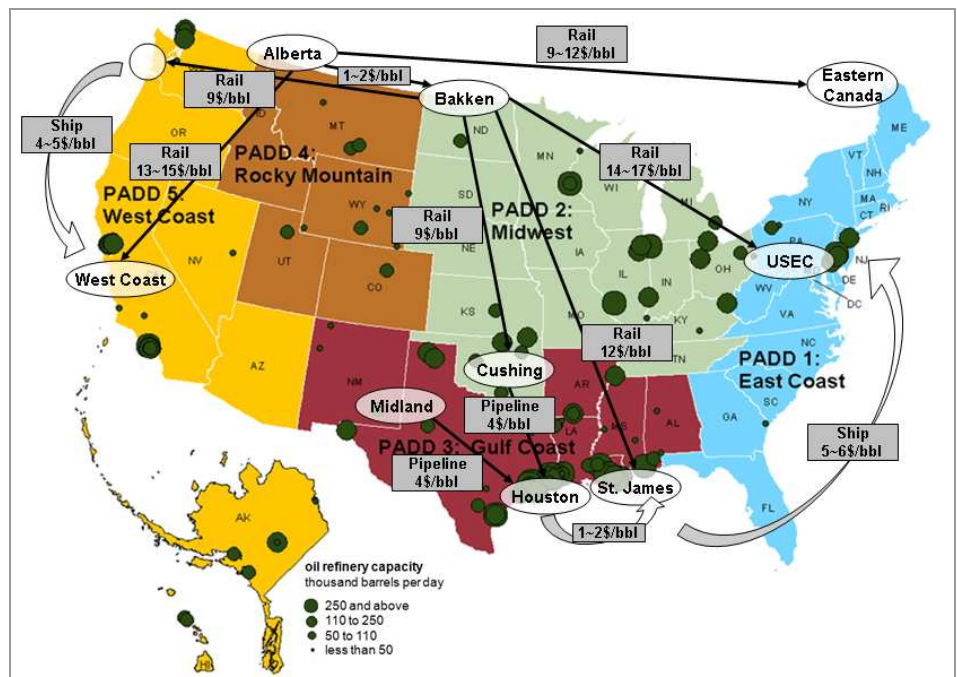 Rail
9~12$/bbl
Alberta
1~2$/bbl
Eastern
Canada
Rail
9$/bbl
Bakken
Ship
4~5$/bbl
OR
ID
MT
ND
MN
ME
Rail
13~15$/bbl
PADD 4:
Rocky Mountain
Rail
14~17$/bbl
WI
MI
VT
NH
NY
MA
CT
RI
PADD 5:
West Coast
SD
WY
PADD 2:
Midwest
Rail
9$/bbl
NE
IA
PA
USEC
NJ
West Coast
NV
UT
CO
IL
IN
OH
WV
DE
DC
VA
KS
MO
KY
Rail
12$/bbl
TN
NC
PADD 1:
East Coast
AZ
NM
Cushing
AR
SC
Midland
Pipeline
4$/bbl
LA
MS
AL
GA
PADD 3: Gulf Coast
Ship
5~6$/bbl
Pipeline
4$/bbl
Houston
St. James
1~2$/bbl
FL
AK
HI
oil refinery capacity
thousand barrels per day
250 and above
110 to 250
50 to 110
less than 50